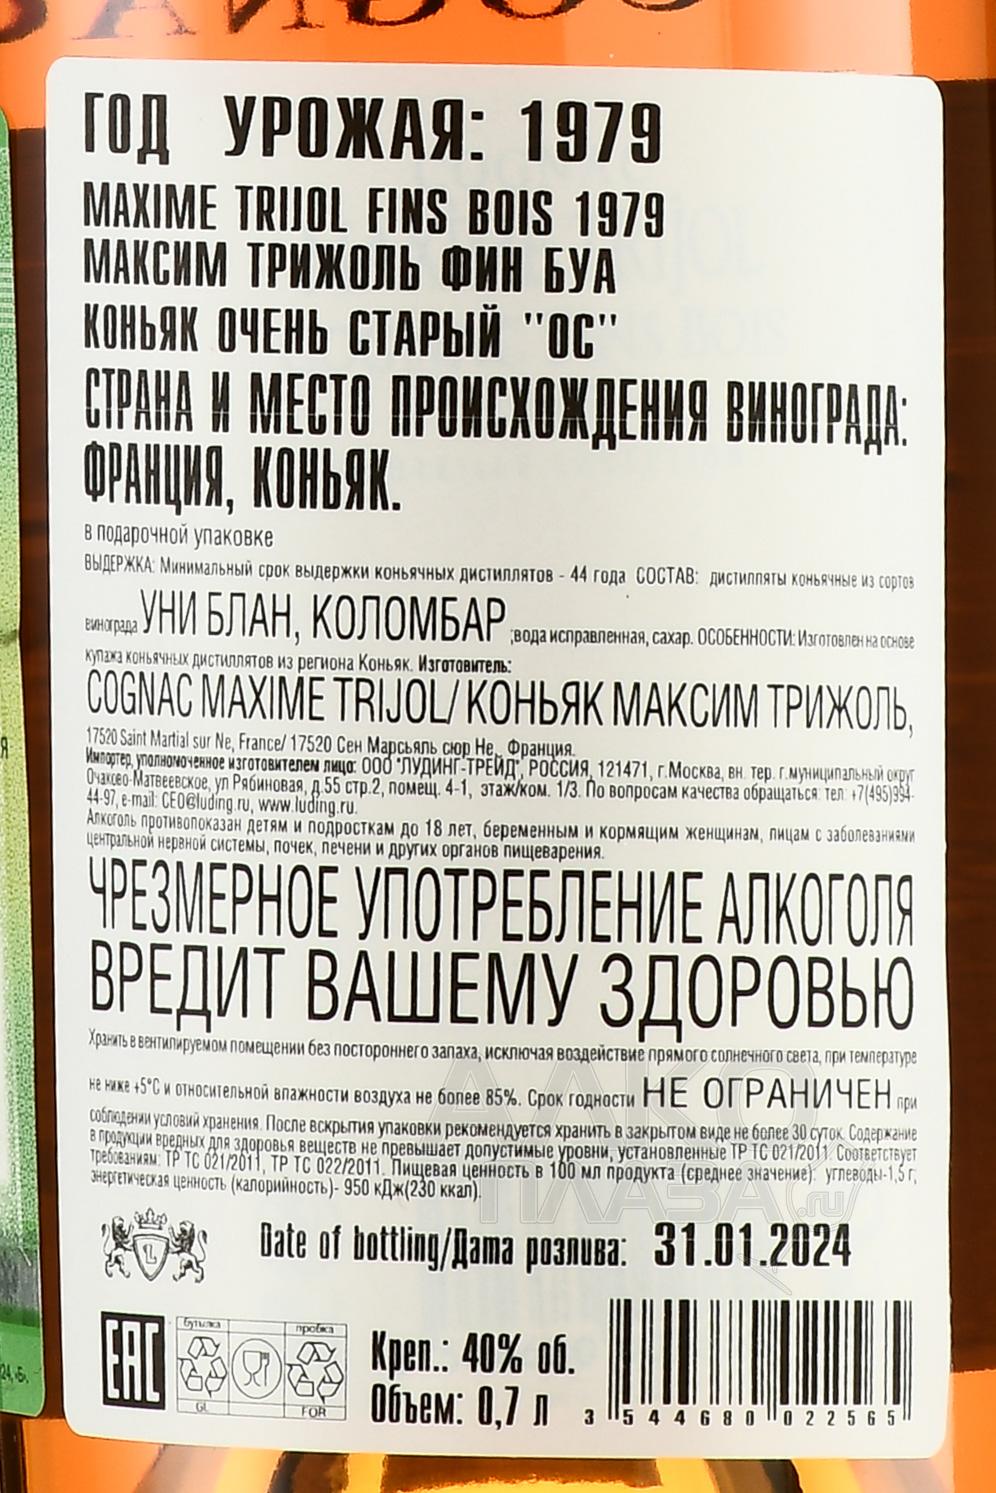 ГОД УРОЖАЯ: 1979
MAXIME TRIJOL FINS BOIS 1979
МАКСИМ ТРИЖОЛЬ ФИН БУА
КОНЬЯК ОЧЕНЬ СТАРЫЙ "ОС"
СТРАНА И МЕСТО ПРОИСХОЖДЕНИЯ ВИНОГРАДА:
ФРАНЦИЯ, КОНЬЯК.
в подарочной упаковке
ВЫДЕРЖКА: Минимальный срок выдержки коньячных дистиллятов - 44 года СОСТАВ: дистилляты коньячные из сортов
винограда УНИ БЛАН, КОЛОМБАР ;вода исправленная, сахар. ОСОБЕННОСТИ: Изготовлен на основе
купажа коньячных дистиллятов из региона Коньяк. Изготовитель:
COGNAC MAXIME TRIJOL/ КОНЬЯК МАКСИМ ТРИЖОЛЬ,
17520 Saint Martial sur Ne, France/ 17520 Сен Марсьяль сюр Не, Франция.
Импортер, уполномоченное изготовителем лицо: ООО "ЛУДИНГ-ТРЕЙД", РОССИЯ, 121471, г.Москва, вн. тер. г.муниципальный округ
Очаково-Матвеевское, ул Рябиновая, д.55 стр.2, помещ. 4-1, этаж/ком. 1/3. По вопросам качества обращаться: тел: +7(495)994-
44-97, e-mail: CEO@luding.ru, www.luding.ru.
Алкоголь противопоказан детям и подросткам до 18 лет, беременным и кормящим женщинам, лицам с заболеваниями
центральной нервной системы, почек, печени и других органов пищеварения.
ЧРЕЗМЕРНОЕ УПОТРЕБЛЕНИЕ АЛКОГОЛЯ
ВРЕДИТ ВАШЕМУ ЗДОРОВЬЮ
Хранить в вентилируемом помещении без постороннего запаха, исключая воздействие прямого солнечного света, при температуре
не ниже +5°С и относительной влажности воздуха не более 85%. Срок годности НЕ ОГРАНИЧЕН при
соблюдении условий хранения. После вскрытия упаковки рекомендуется хранить в закрытом виде не более 30 суток. Содержание
в продукции вредных для здоровья веществ не превышает допустимые уровни, установленные ТР ТС 021/2011. Соответствует
требованиям: ТР ТС 021/2011, ТР ТС 022/2011. Пищевая ценность в 100 мл продукта (среднее значение): углеводы-1,5 г;
энергетическая ценность (калорийность)- 950 кДж(230 ккал).
АЛКО
ПЛАЗА.ru
L
Date of bottling/Дата розлива: 31.01.2024
EAC
бутылка
пробка
GL
FOR
Креп.: 40% об.
Объем: 0,7 л
3 544680 022565